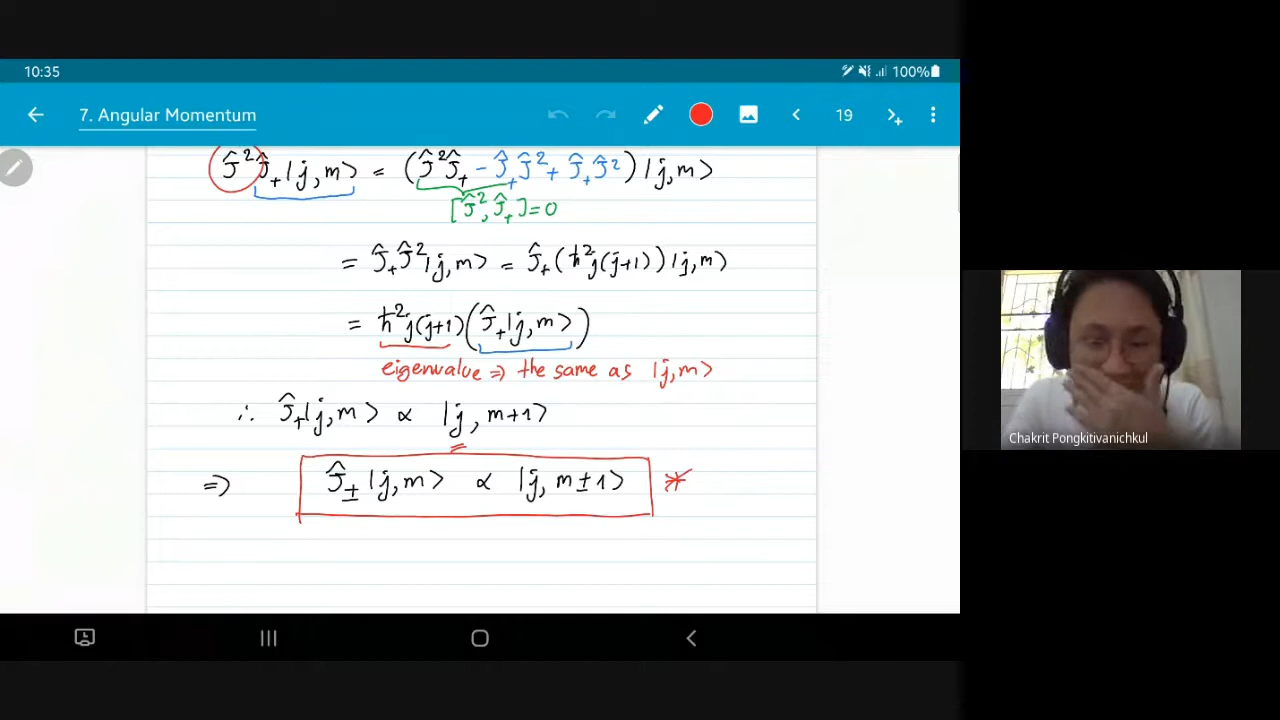 10:35
100%
7. Angular Momentum
19
Ĵ²Ĵ₊|j,m> = (Ĵ²Ĵ₊ - Ĵ₊Ĵ² + Ĵ₊Ĵ²)|j,m>
[Ĵ², Ĵ₊] = 0
= Ĵ₊Ĵ²|j,m> = Ĵ₊(ħ²j(j+1))|j,m>
= ħ²j(j+1)(Ĵ₊|j,m>)
eigenvalue ⇒ the same as |j,m>
∴ Ĵ₊|j,m> ∝ |j, m+1>
⇒ Ĵ±|j,m> ∝ |j, m±1> *
Chakrit Pongkitivanichkul